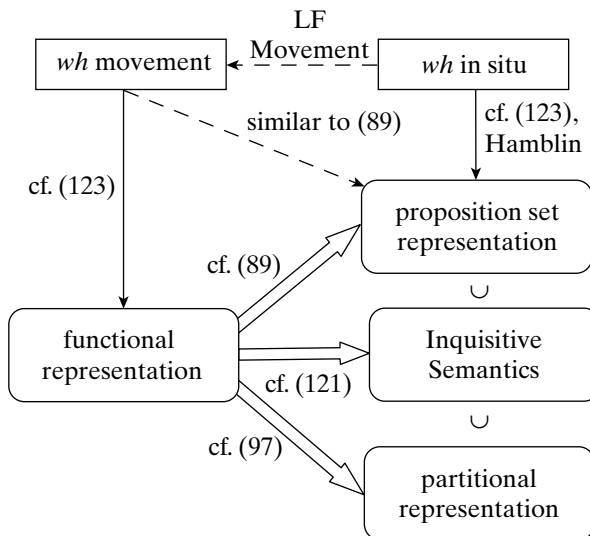 LF
Movement
wh movement
wh in situ
similar to (89)
cf. (123),
Hamblin
cf. (123)
proposition set
representation
cf. (89)
∪
functional
representation
Inquisitive
Semantics
cf. (121)
∪
cf. (97)
partitional
representation